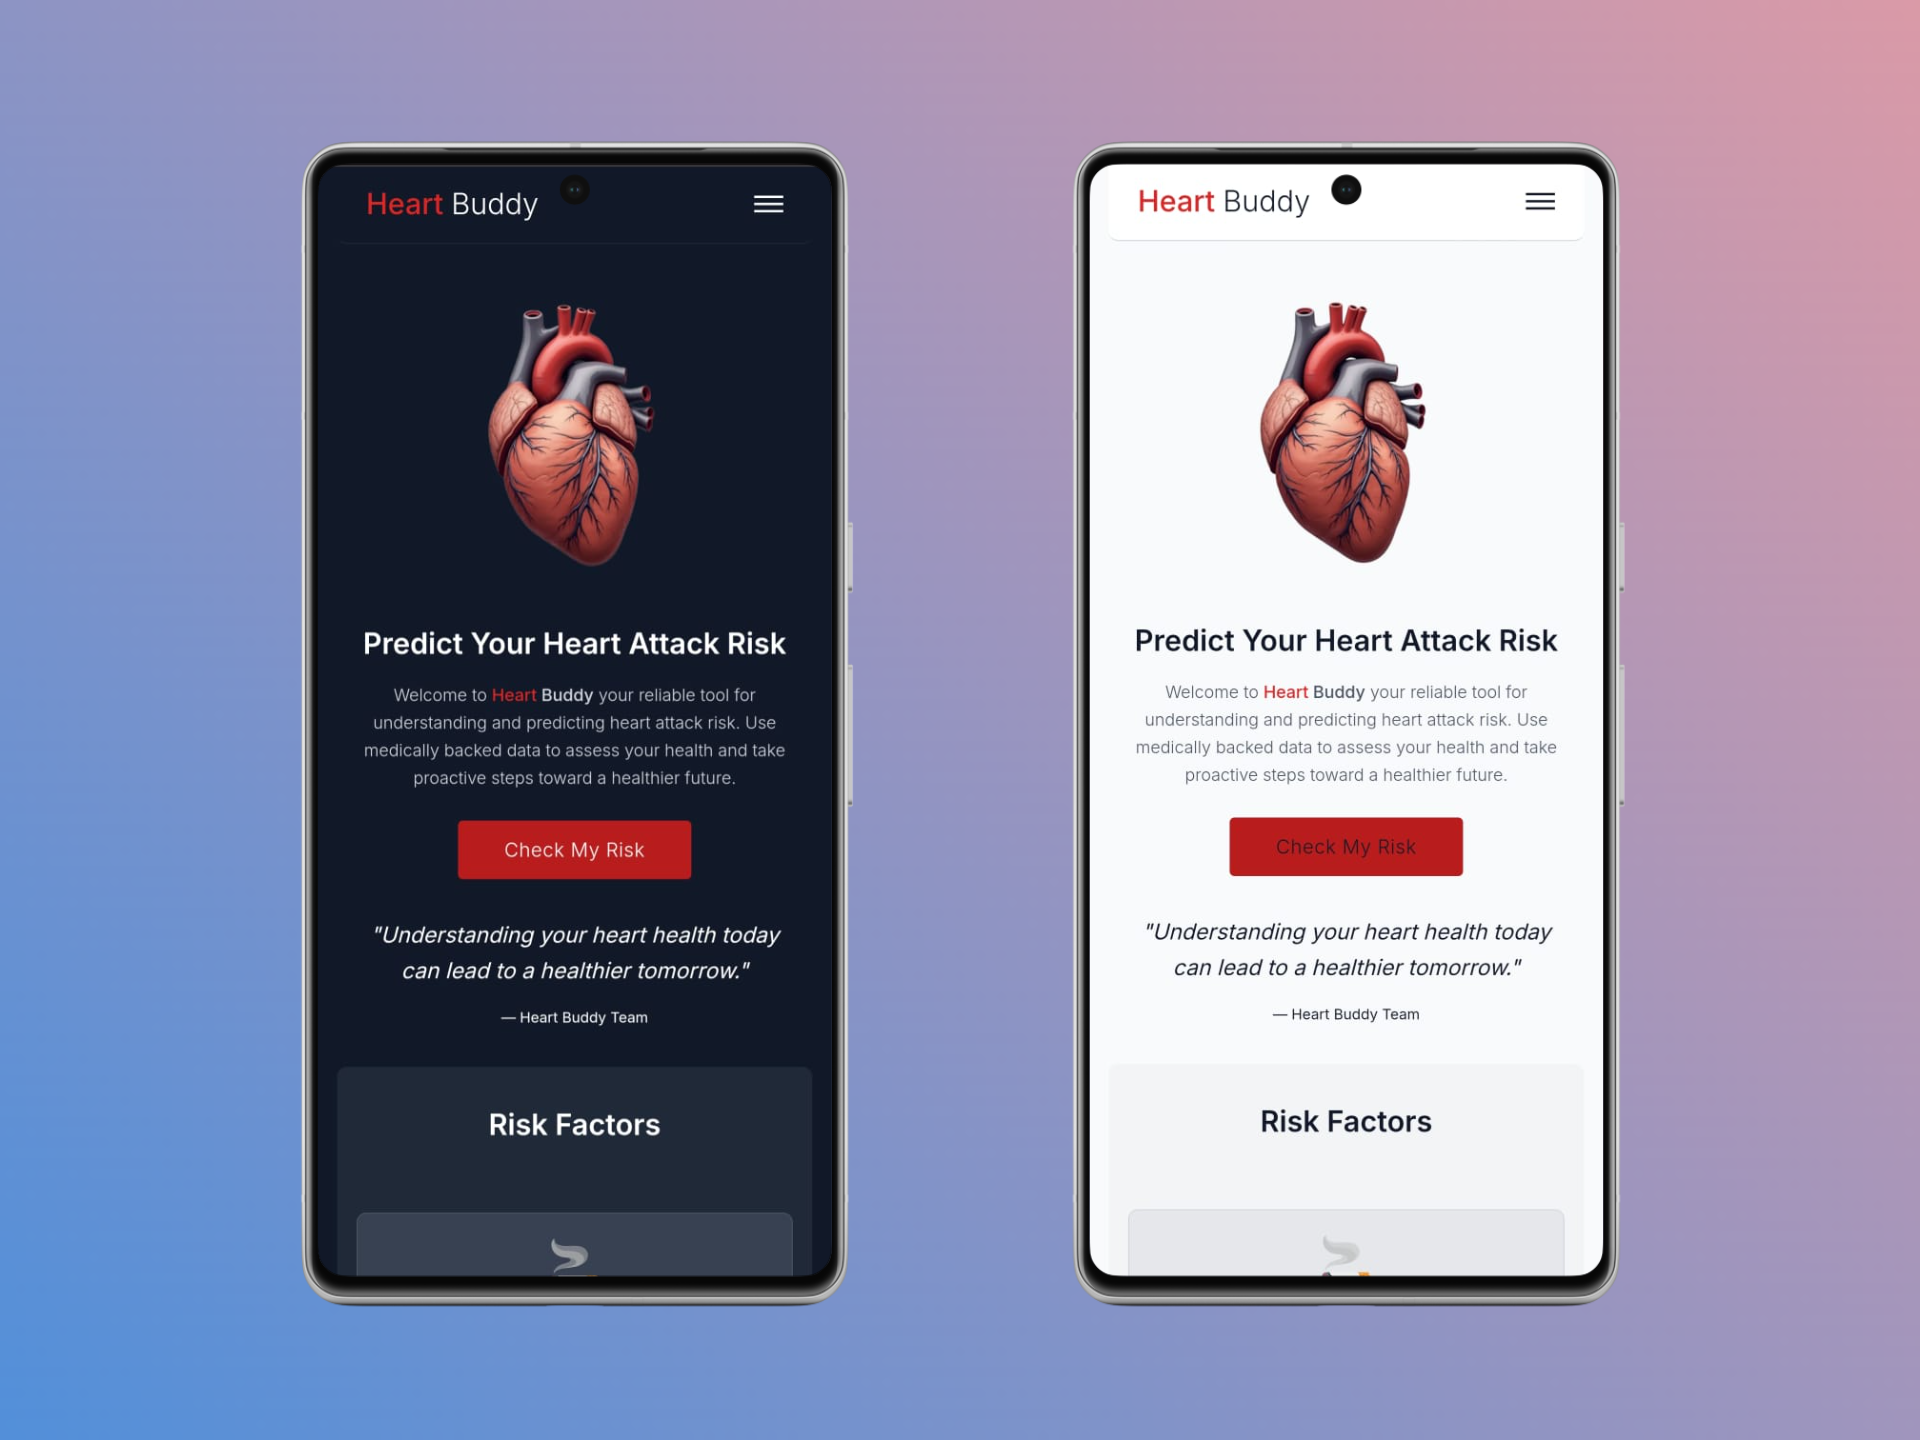 Heart Buddy
Predict Your Heart Attack Risk
Welcome to Heart Buddy your reliable tool for
understanding and predicting heart attack risk. Use
medically backed data to assess your health and take
proactive steps toward a healthier future.
Check My Risk
"Understanding your heart health today
can lead to a healthier tomorrow."
— Heart Buddy Team
Risk Factors
Heart Buddy
Predict Your Heart Attack Risk
Welcome to Heart Buddy your reliable tool for
understanding and predicting heart attack risk. Use
medically backed data to assess your health and take
proactive steps toward a healthier future.
Check My Risk
"Understanding your heart health today
can lead to a healthier tomorrow."
— Heart Buddy Team
Risk Factors